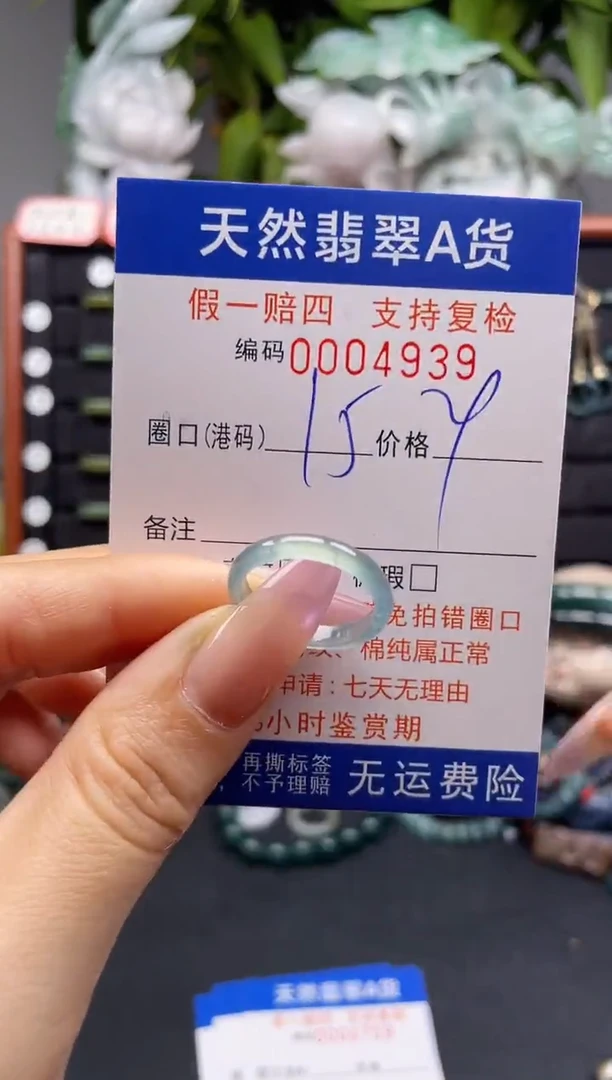 天然翡翠A货
假一赔四 支持复检
编码0004939
圈口(港码) 15 价格
备注
瑕□
免拍错圈口
棉纯属正常
申请:七天无理由
小时鉴赏期
再撕标签
不予理赔
无运费险
天然翡翠A货